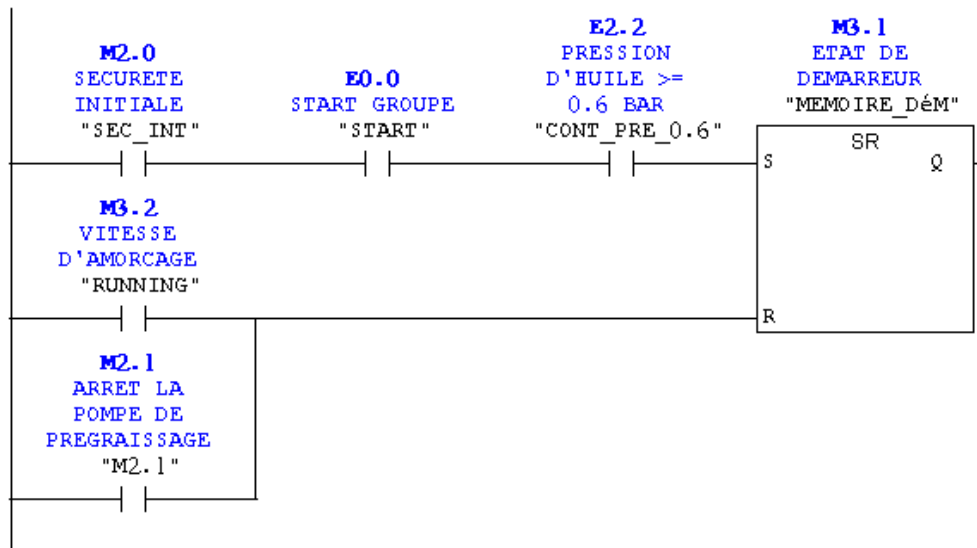 M2.0
SECURETE
INITIALE
"SEC_INT"
E0.0
START GROUPE
"START"
E2.2
PRESSION
D'HUILE >=
0.6 BAR
"CONT_PRE_0.6"
M3.1
ETAT DE
DEMARREUR
"MEMOIRE_DéM"
SR
S
Q
M3.2
VITESSE
D'AMORCAGE
"RUNNING"
R
M2.1
ARRET LA
POMPE DE
PREGRAISSAGE
"M2.1"